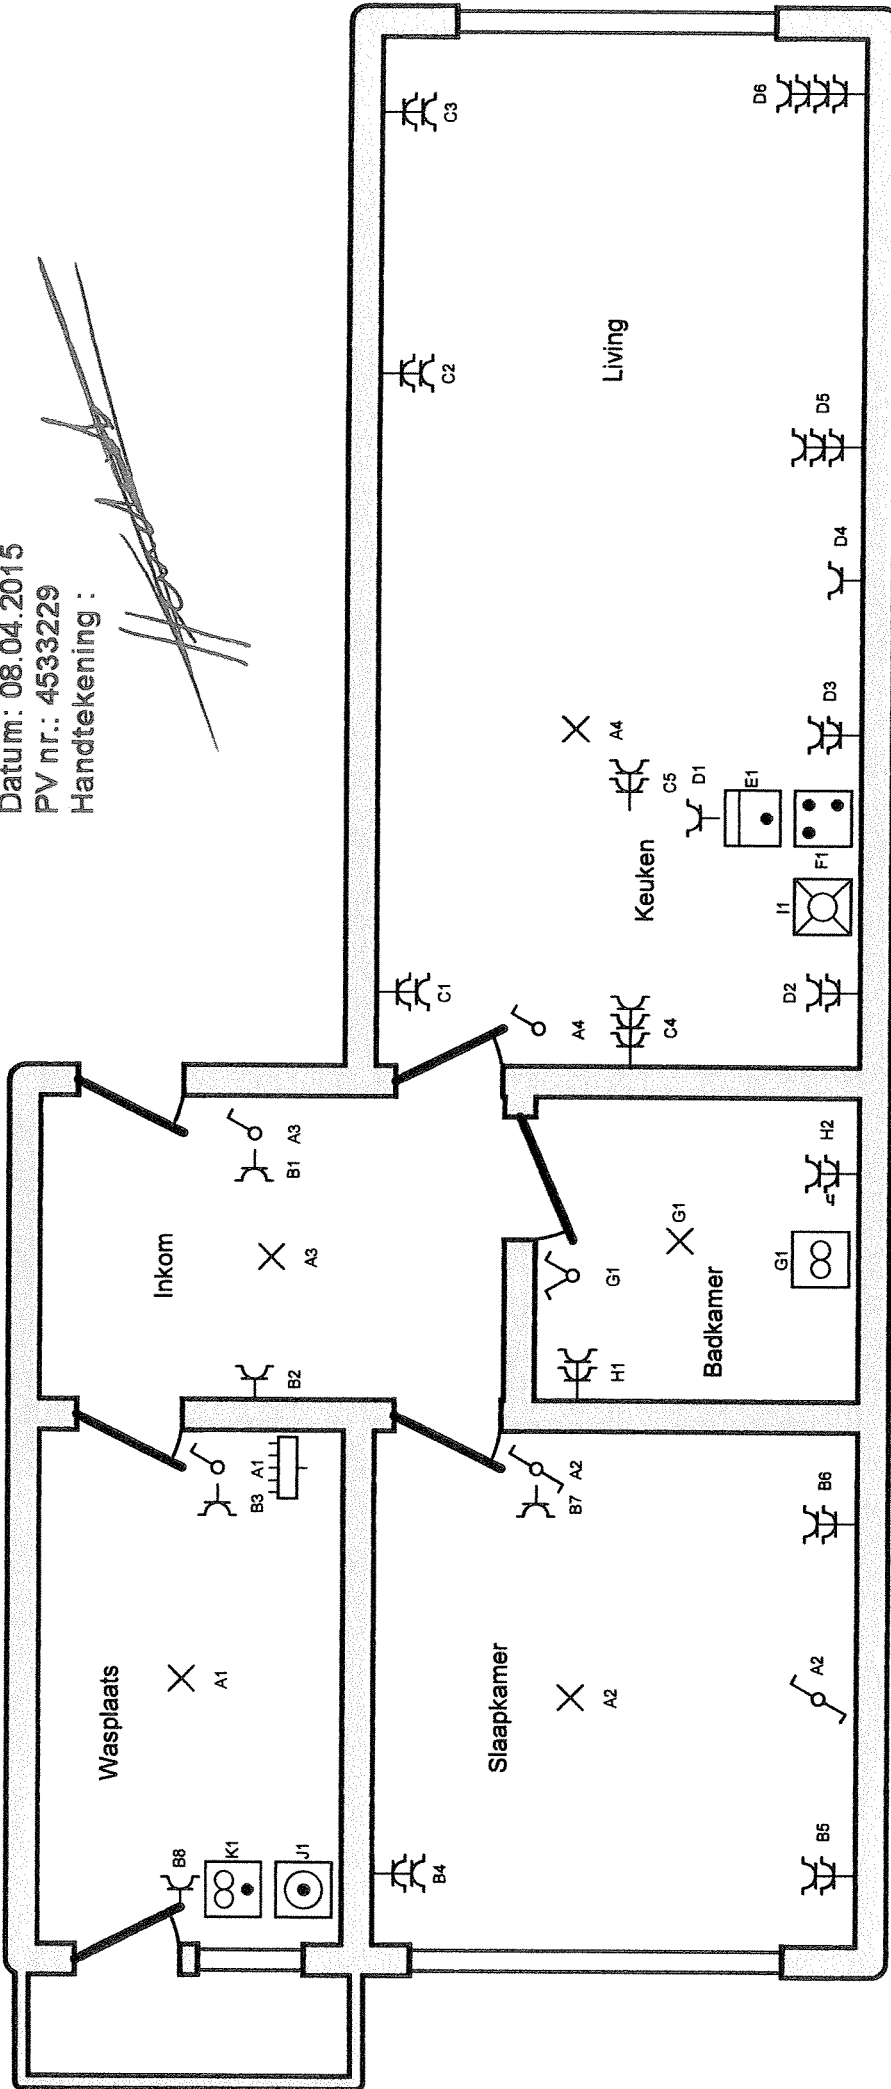 Datum: 08.04.2015
PV nr.: 4533229
Handtekening :
Wasplaats
Inkom
Slaapkamer
Badkamer
Keuken
Living
B8
K1
J1
A1
B3
A1
B2
A3
B1
A3
B4
A2
B7
A2
B5
A2
B6
H1
G1
G1
G1
H2
C1
C2
C3
A4
C4
A4
C5
D1
E1
F1
I1
D2
D3
D4
D5
D6